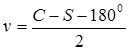 v = (C − S − 180⁰) / 2